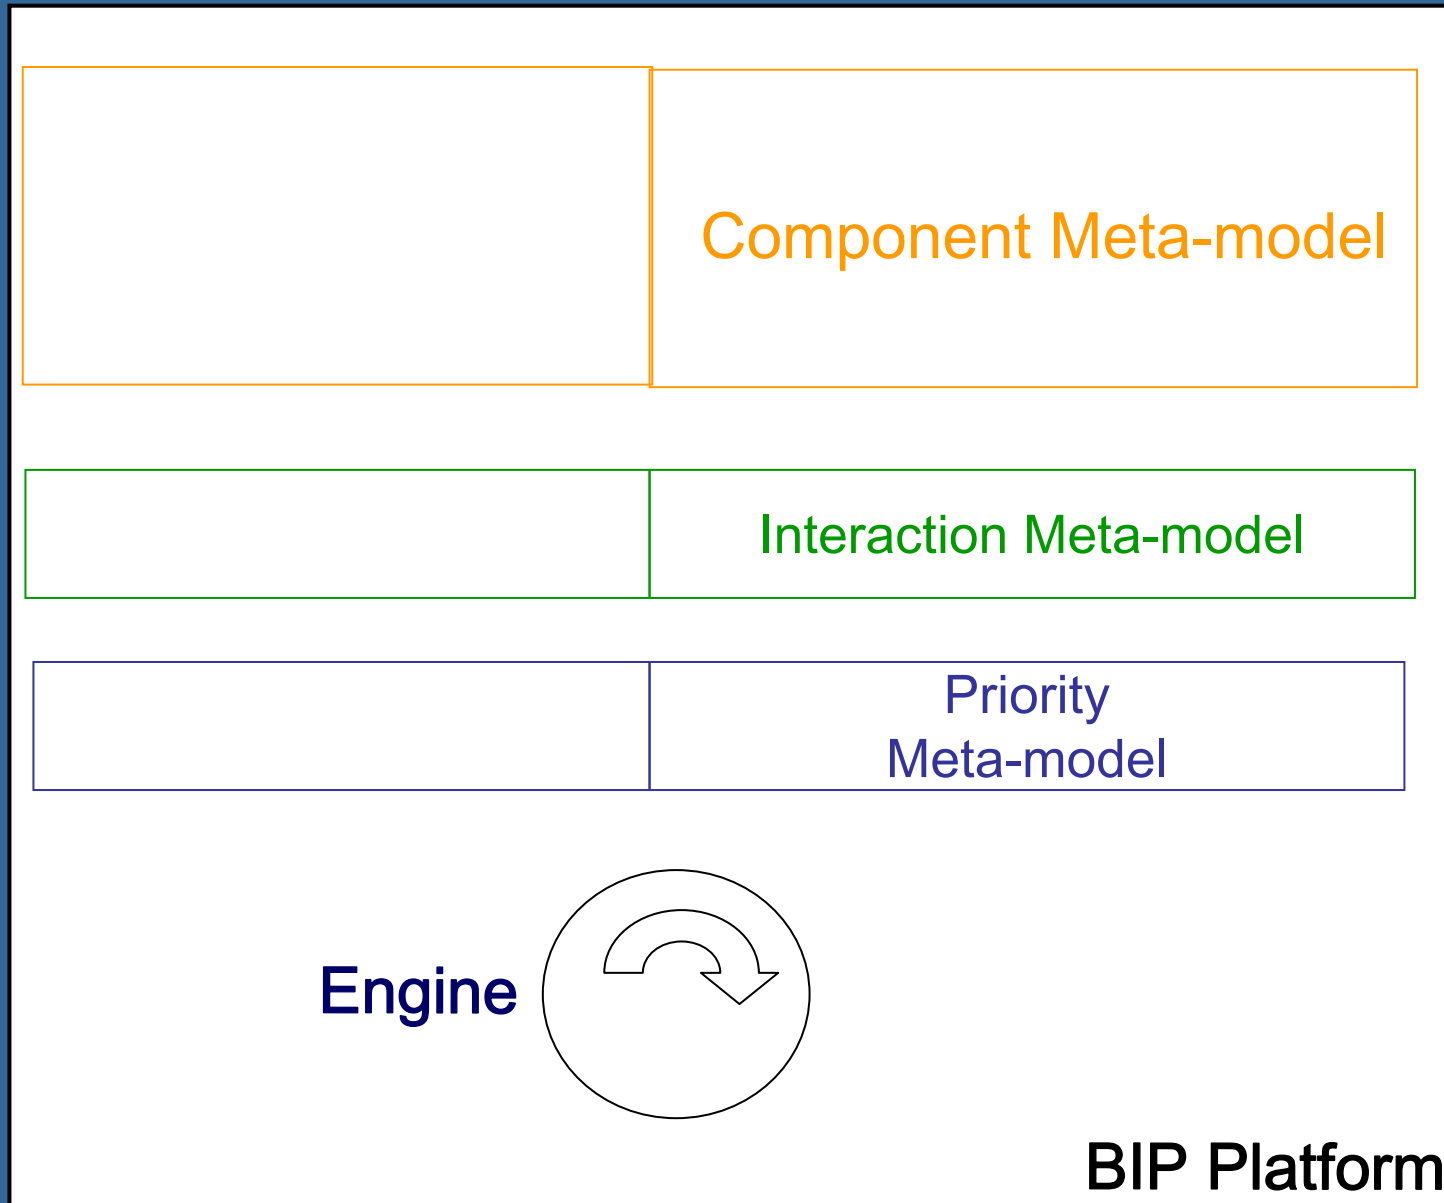 Component Meta-model
Interaction Meta-model
Priority
Meta-model
Engine
BIP Platform